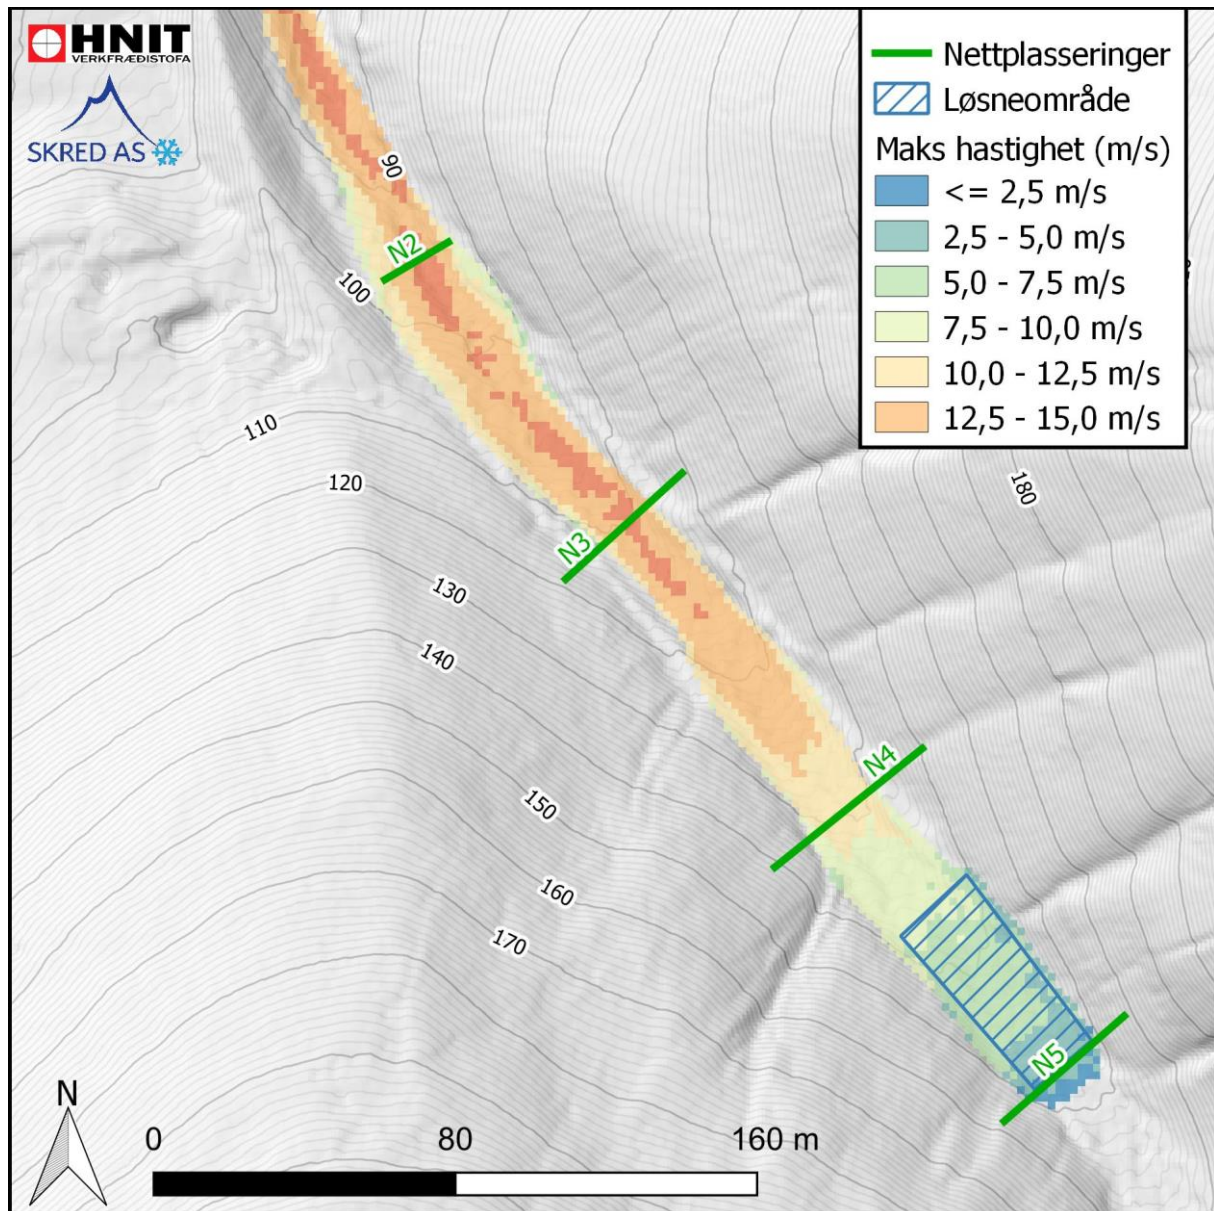 HNIT
VERKFRÆÐISTOFA
SKRED AS
Nettplasseringer
Løsneområde
Maks hastighet (m/s)
<= 2,5 m/s
2,5 - 5,0 m/s
5,0 - 7,5 m/s
7,5 - 10,0 m/s
10,0 - 12,5 m/s
12,5 - 15,0 m/s
90
N2
100
110
120
180
N3
130
140
N4
150
160
170
N5
N
0 80 160 m